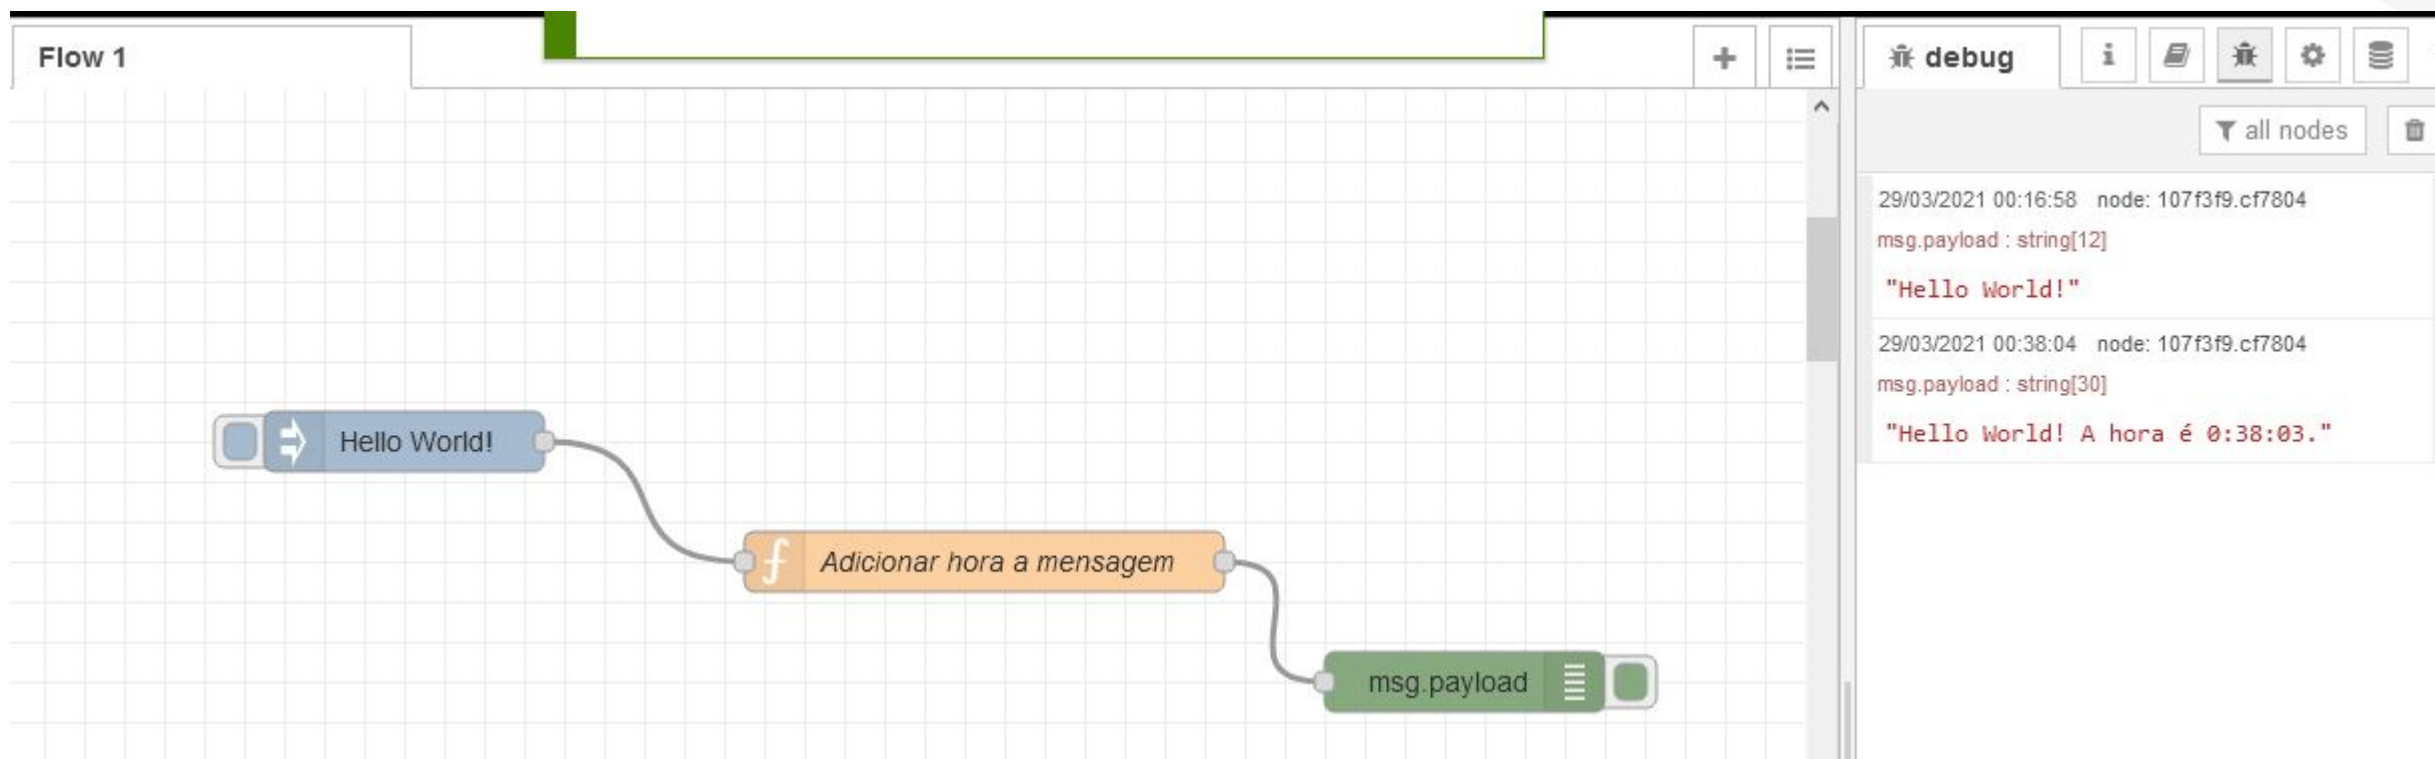 Flow 1
debug
i
all nodes
29/03/2021 00:16:58 node: 107f3f9.cf7804
msg.payload : string[12]
"Hello World!"
29/03/2021 00:38:04 node: 107f3f9.cf7804
msg.payload : string[30]
"Hello World! A hora é 0:38:03."
Hello World!
Adicionar hora a mensagem
msg.payload